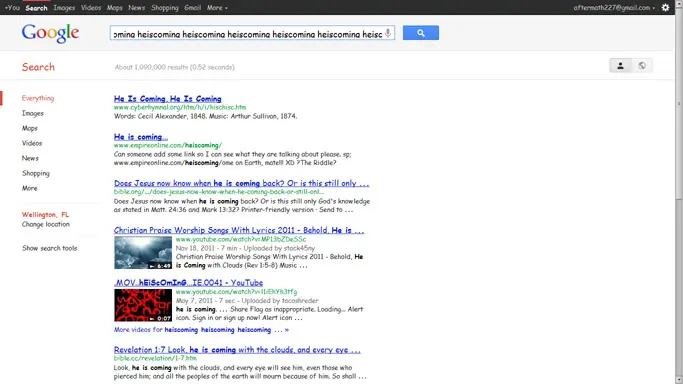 +You Search Images Videos Maps News Shopping Gmail More
aftermath227@gmail.com
Google
oming heiscoming heiscoming heiscoming heiscoming heiscoming heisc
Search
About 1,090,000 results (0.52 seconds)
Everything
Images
Maps
Videos
News
Shopping
More
Wellington, FL
Change location
Show search tools
He Is Coming, He Is Coming
www.cyberhymnal.org/htm/h/i/hischisc.htm
Words: Cecil Alexander, 1848. Music: Arthur Sullivan, 1874.
He is coming...
www.empireonline.com/heiscoming/
Can someone add some link so I can see what they are talking about please. sp;
www.empireonline.com/heiscoming/ome on Earth, mate!!! XD ?The Riddle?
Does Jesus now know when he is coming back? Or is this still only ...
bible.org/.../does-jesus-now-know-when-he-coming-back-or-still-onl...
Does Jesus now know when he is coming back? Or is this still only God's knowledge
as stated in Matt. 24:36 and Mark 13:32? Printer-friendly version · Send to ...
Christian Praise Worship Songs With Lyrics 2011 - Behold, He is ...
6:49
www.youtube.com/watch?v=MP13bZDeSSc
Nov 18, 2011 - 7 min - Uploaded by stack45ny
Christian Praise Worship Songs With Lyrics 2011 - Behold, He
is Coming with Clouds (Rev 1:5-8) Music ...
.MOV..hEiScOmInG...IE.0041 - YouTube
0:07
www.youtube.com/watch?v=l1iEhYh3tfg
May 7, 2011 - 7 sec - Uploaded by tacoshreder
he is coming. ... Share Flag as inappropriate. Loading... Alert
icon. Sign in or sign up now! Alert icon ...
More videos for heiscoming heiscoming heiscoming ... »
Revelation 1:7 Look, he is coming with the clouds, and every eye ...
bible.cc/revelation/1-7.htm
Look, he is coming with the clouds, and every eye will see him, even those who
pierced him; and all the peoples of the earth will mourn because of him. So shall ...